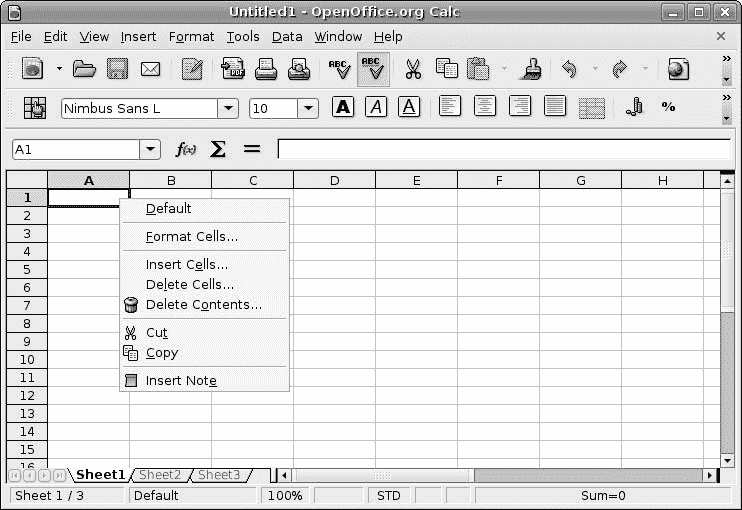 Untitled1 - OpenOffice.org Calc
File Edit View Insert Format Tools Data Window Help
PDF ABC ABC
Nimbus Sans L 10 A A A %
A1 f(x) Σ =
A B C D E F G H
1
2
3
4
5
6
7
8
9
10
11
12
13
14
15
16
Default
Format Cells...
Insert Cells...
Delete Cells...
Delete Contents...
Cut
Copy
Insert Note
Sheet1 Sheet2 Sheet3
Sheet 1 / 3 Default 100% STD Sum=0